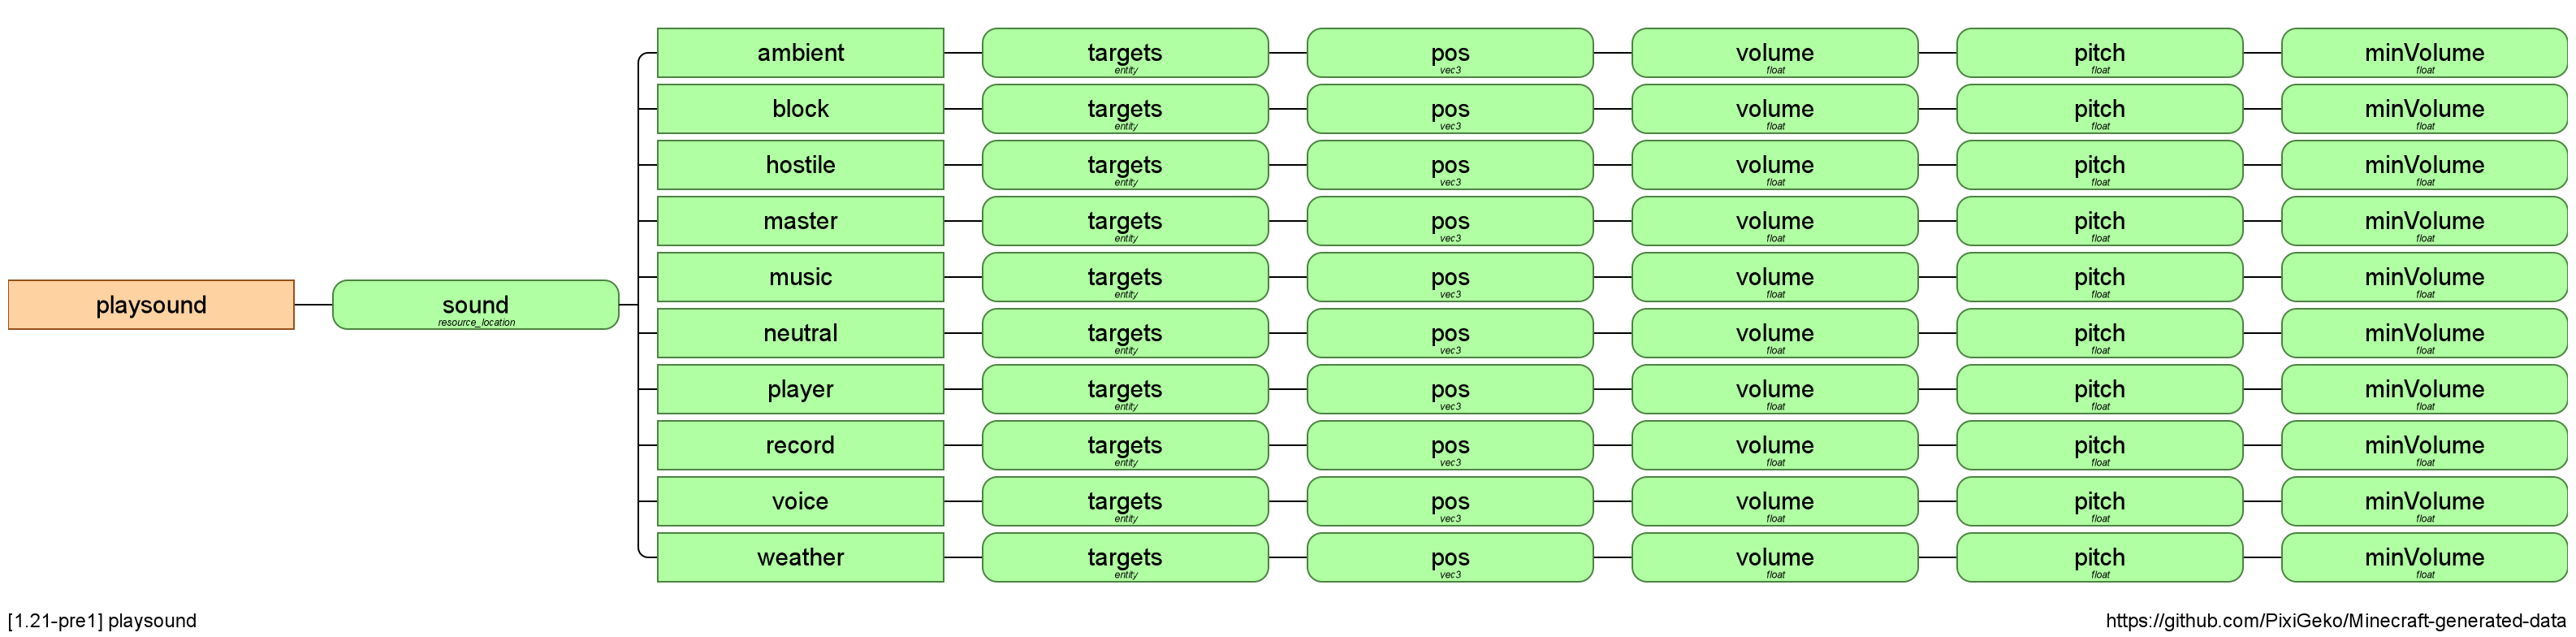 ambient targets pos volume pitch minVolume
entity vec3 float float float
block targets pos volume pitch minVolume
entity vec3 float float float
hostile targets pos volume pitch minVolume
entity vec3 float float float
master targets pos volume pitch minVolume
entity vec3 float float float
music targets pos volume pitch minVolume
entity vec3 float float float
playsound sound
resource_location
neutral targets pos volume pitch minVolume
entity vec3 float float float
player targets pos volume pitch minVolume
entity vec3 float float float
record targets pos volume pitch minVolume
entity vec3 float float float
voice targets pos volume pitch minVolume
entity vec3 float float float
weather targets pos volume pitch minVolume
entity vec3 float float float
[1.21-pre1] playsound https://github.com/PixiGeko/Minecraft-generated-data